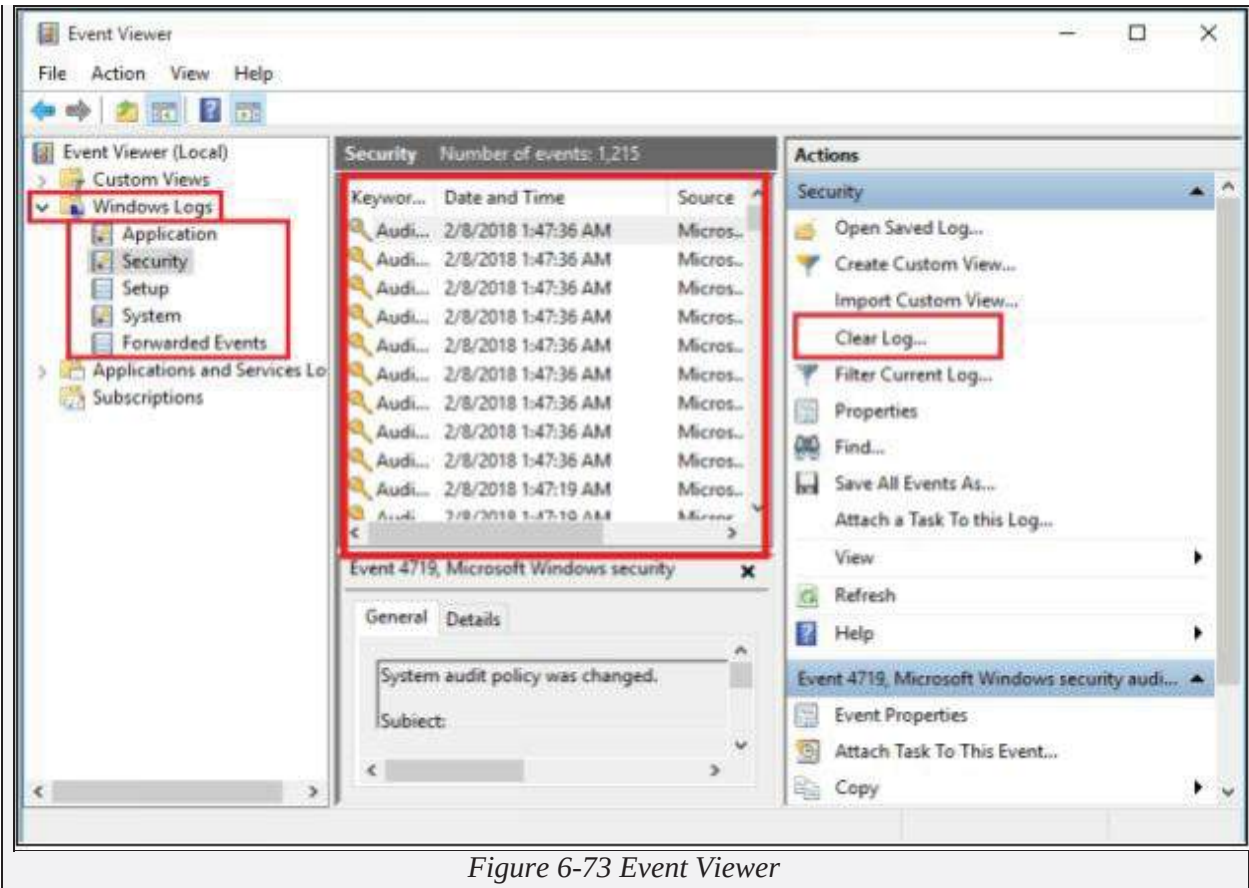 Event Viewer
File Action View Help
Event Viewer (Local)
Custom Views
Windows Logs
Application
Security
Setup
System
Forwarded Events
Applications and Services Lo
Subscriptions
Security Number of events: 1,215
Keywor... Date and Time Source
Audi... 2/8/2018 1:47:36 AM Micros...
Audi... 2/8/2018 1:47:36 AM Micros...
Audi... 2/8/2018 1:47:36 AM Micros...
Audi... 2/8/2018 1:47:36 AM Micros...
Audi... 2/8/2018 1:47:36 AM Micros...
Audi... 2/8/2018 1:47:36 AM Micros...
Audi... 2/8/2018 1:47:36 AM Micros...
Audi... 2/8/2018 1:47:36 AM Micros...
Audi... 2/8/2018 1:47:36 AM Micros...
Audi... 2/8/2018 1:47:19 AM Micros...
Audi... 2/8/2018 1:47:19 AM Micros...
Event 4719, Microsoft Windows security
General Details
System audit policy was changed.
Subject:
Actions
Security
Open Saved Log...
Create Custom View...
Import Custom View...
Clear Log...
Filter Current Log...
Properties
Find...
Save All Events As...
Attach a Task To this Log...
View
Refresh
Help
Event 4719, Microsoft Windows security audi...
Event Properties
Attach Task To This Event...
Copy
Figure 6-73 Event Viewer